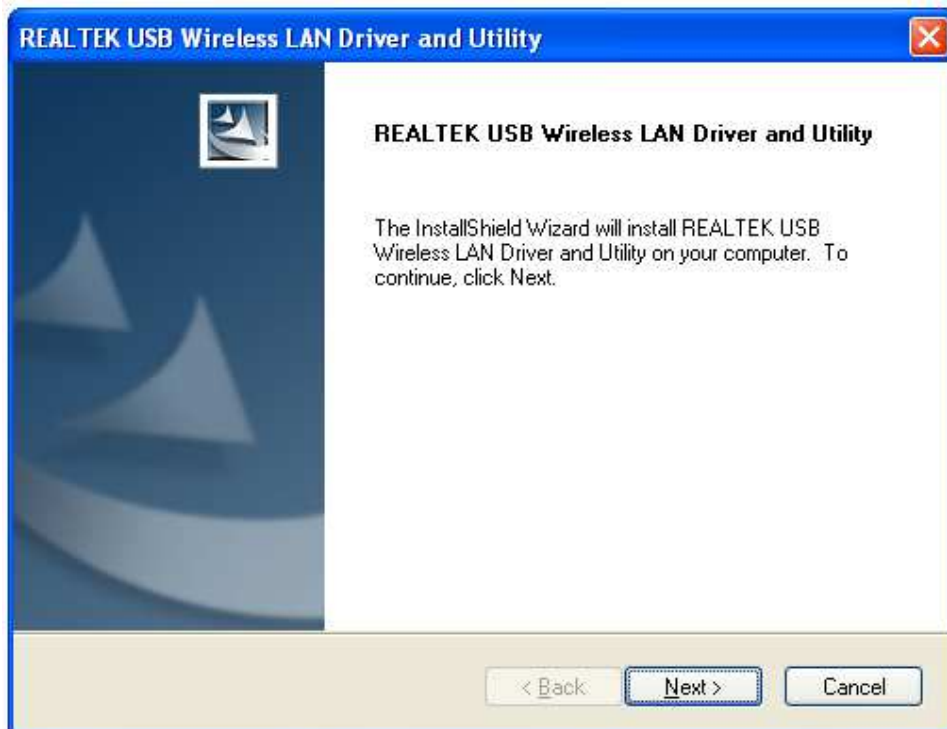 REALTEK USB Wireless LAN Driver and Utility
REALTEK USB Wireless LAN Driver and Utility
The InstallShield Wizard will install REALTEK USB
Wireless LAN Driver and Utility on your computer. To
continue, click Next.
< Back
Next >
Cancel